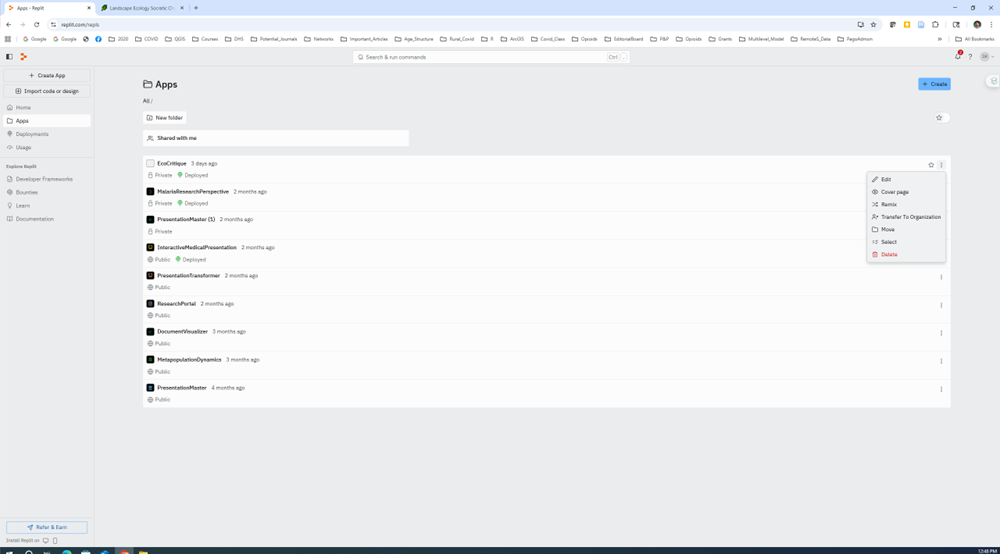 Apps - Replit
Landscape Ecology Socratic C
replit.com/repls
Google
Google
2020
COVID
QGIS
Courses
DHS
Potential_Journals
Networks
Important_Articles
Age_Structure
Rural_Covid
R
ArcGIS
Covid_Class
Opioids
EditorialBoard
P&P
Opioids
Grants
Multilevel_Model
RemoteS_Data
PegsAdmon
All Bookmarks
Search & run commands
Ctrl
.
+ Create App
Import code or design
Home
Apps
Deployments
Usage
Explore Replit
Developer Frameworks
Bounties
Learn
Documentation
Refer & Earn
Install Replit on
Apps
+ Create
All /
New folder
Shared with me
EcoCritique 3 days ago
Private Deployed
MalariaResearchPerspective 2 months ago
Private Deployed
PresentationMaster (1) 2 months ago
Private
InteractiveMedicalPresentation 2 months ago
Public Deployed
PresentationTransformer 2 months ago
Public
ResearchPortal 2 months ago
Public
DocumentVisualizer 3 months ago
Public
MetapopulationDynamics 3 months ago
Public
PresentationMaster 4 months ago
Public
Edit
Cover page
Remix
Transfer To Organization
Move
Select
Delete
12:48 PM